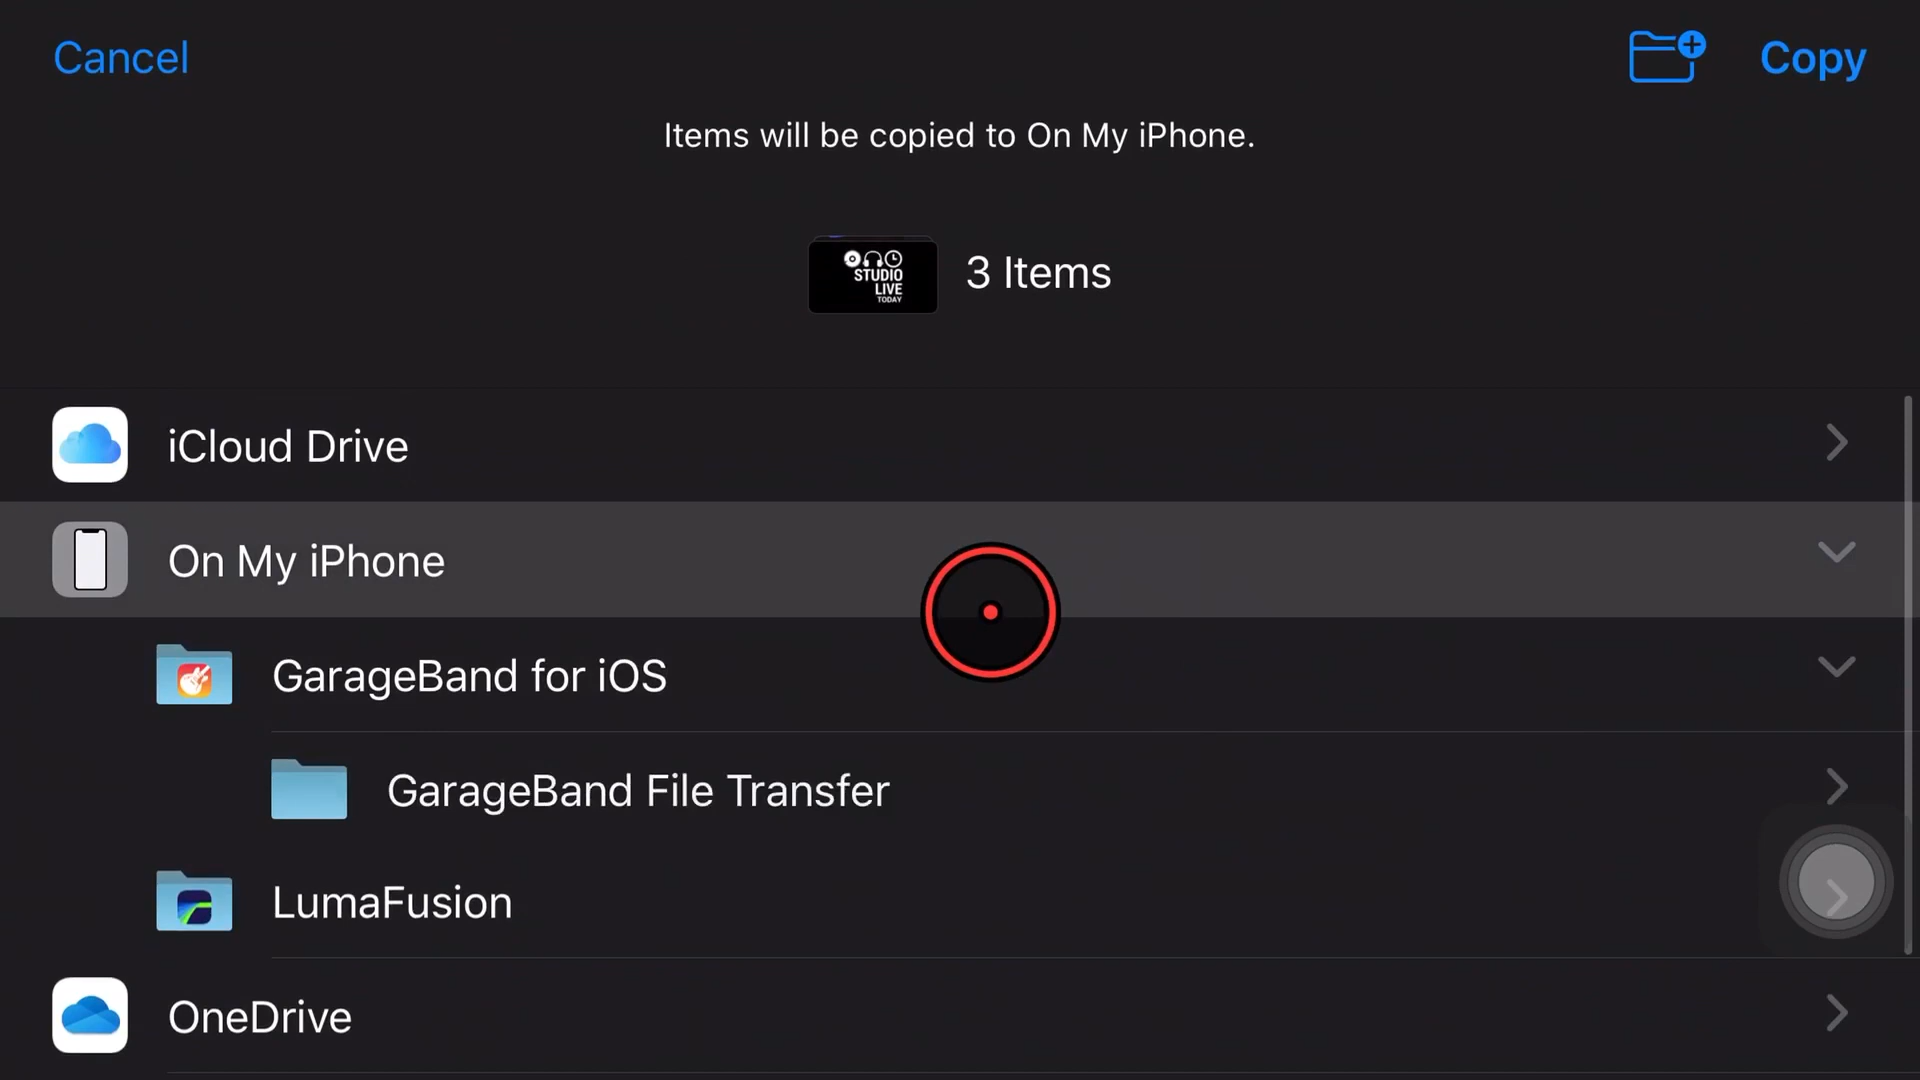 Cancel
Copy
Items will be copied to On My iPhone.
STUDIO
LIVE
TODAY
3 Items
iCloud Drive
On My iPhone
GarageBand for iOS
GarageBand File Transfer
LumaFusion
OneDrive